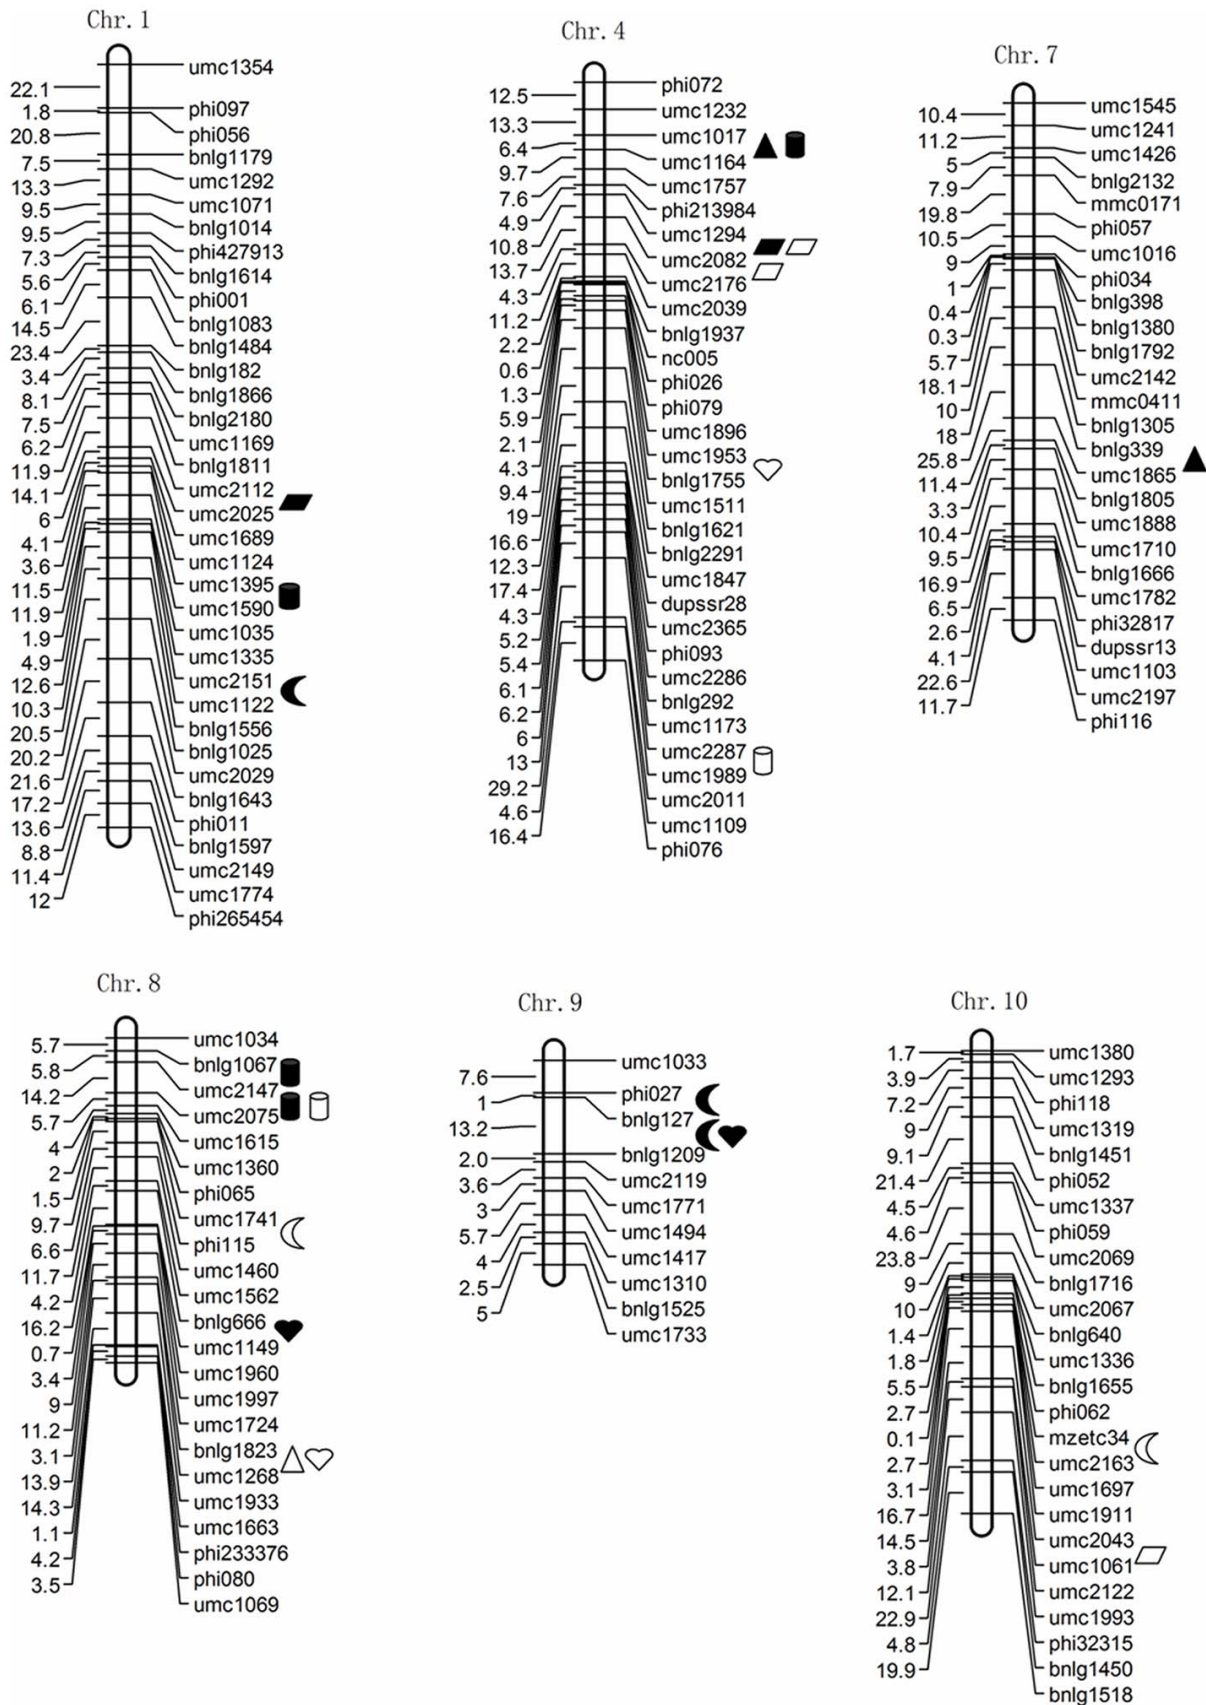 Chr. 1
22.1
1.8
20.8
7.5
13.3
9.5
9.5
7.3
5.6
6.1
14.5
23.4
3.4
8.1
7.5
6.2
11.9
14.1
6
4.1
3.6
11.5
11.9
1.9
4.9
12.6
10.3
20.5
20.2
21.6
17.2
13.6
8.8
11.4
12
umc1354
phi097
phi056
bnlg1179
umc1292
umc1071
bnlg1014
phi427913
bnlg1614
phi001
bnlg1083
bnlg1484
bnlg182
bnlg1866
bnlg2180
umc1169
bnlg1811
umc2112
umc2025
umc1689
umc1124
umc1395
umc1590
umc1035
umc1335
umc2151
umc1122
bnlg1556
bnlg1025
umc2029
bnlg1643
phi011
bnlg1597
umc2149
umc1774
phi265454
Chr. 4
12.5
13.3
6.4
9.7
7.6
4.9
10.8
13.7
4.3
11.2
2.2
0.6
1.3
5.9
2.1
4.3
9.4
19
16.6
12.3
17.4
4.3
5.2
5.4
6.1
6.2
6
13
29.2
4.6
16.4
phi072
umc1232
umc1017
umc1164
umc1757
phi213984
umc1294
umc2082
umc2176
umc2039
bnlg1937
nc005
phi026
phi079
umc1896
umc1953
bnlg1755
umc1511
bnlg1621
bnlg2291
umc1847
dupssr28
umc2365
phi093
umc2286
bnlg292
umc1173
umc2287
umc1989
umc2011
umc1109
phi076
Chr. 7
10.4
11.2
5
7.9
19.8
10.5
9
1
0.4
0.3
5.7
18.1
10
18
25.8
11.4
3.3
10.4
9.5
16.9
6.5
2.6
4.1
22.6
11.7
umc1545
umc1241
umc1426
bnlg2132
mmc0171
phi057
umc1016
phi034
bnlg398
bnlg1380
bnlg1792
umc2142
mmc0411
bnlg1305
bnlg339
umc1865
bnlg1805
umc1888
umc1710
bnlg1666
umc1782
phi32817
dupssr13
umc1103
umc2197
phi116
Chr. 8
5.7
5.8
14.2
5.7
4
2
1.5
9.7
6.6
11.7
4.2
16.2
0.7
3.4
9
11.2
3.1
13.9
14.3
1.1
4.2
3.5
umc1034
bnlg1067
umc2147
umc2075
umc1615
umc1360
phi065
umc1741
phi115
umc1460
umc1562
bnlg666
umc1149
umc1960
umc1997
umc1724
bnlg1823
umc1268
umc1933
umc1663
phi233376
phi080
umc1069
Chr. 9
7.6
1
13.2
2.0
3.6
3
5.7
4
2.5
5
umc1033
phi027
bnlg127
bnlg1209
umc2119
umc1771
umc1494
umc1417
umc1310
bnlg1525
umc1733
Chr. 10
1.7
3.9
7.2
9
9.1
21.4
4.5
4.6
23.8
9
10
1.4
1.8
5.5
2.7
0.1
2.7
3.1
16.7
14.5
3.8
12.1
22.9
4.8
19.9
umc1380
umc1293
phi118
umc1319
bnlg1451
phi052
umc1337
phi059
umc2069
bnlg1716
umc2067
bnlg640
umc1336
bnlg1655
phi062
mzetc34
umc2163
umc1697
umc1911
umc2043
umc1061
umc2122
umc1993
phi32315
bnlg1450
bnlg1518